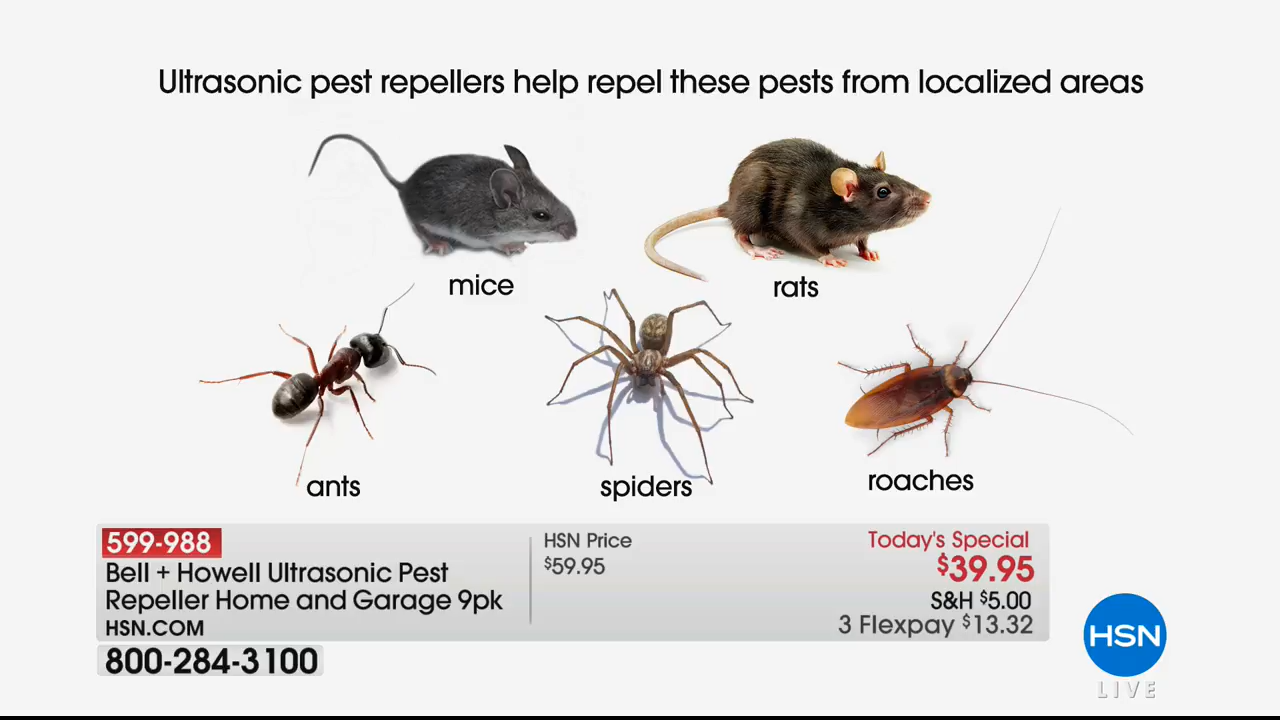 Ultrasonic pest repellers help repel these pests from localized areas
mice
rats
ants
spiders
roaches
599-988
Bell + Howell Ultrasonic Pest
Repeller Home and Garage 9pk
HSN.COM
800-284-3100
HSN Price
$59.95
Today's Special
$39.95
S&H $5.00
3 Flexpay $13.32
HSN
LIVE